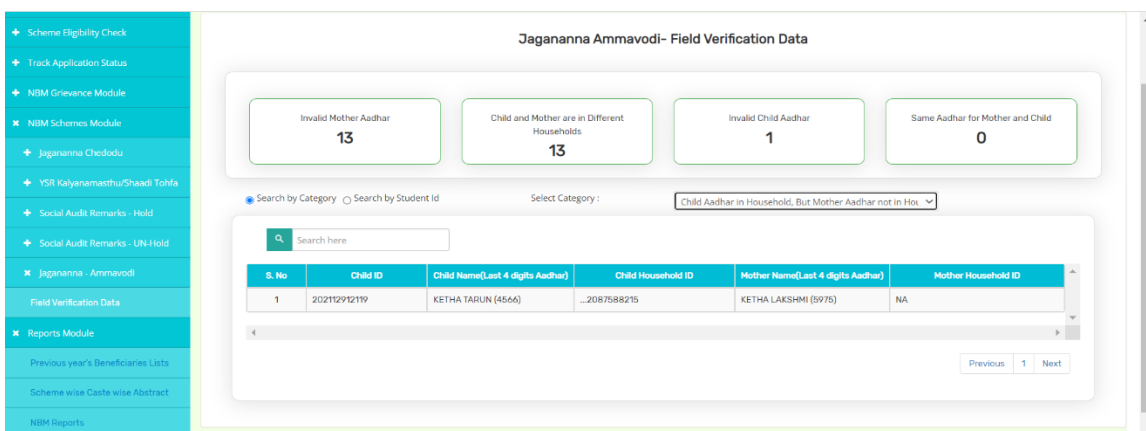 Scheme Eligibility Check
Track Application Status
NBM Grievance Module
NBM Schemes Module
Jagananna Chedodu
YSR Kalyanamasthu/Shaadi Tohfa
Social Audit Remarks - Hold
Social Audit Remarks - UN-Hold
Jagananna - Ammavodi
Field Verification Data
Reports Module
Previous year's Beneficiaries Lists
Scheme wise Caste wise Abstract
NBM Reports
Jagananna Ammavodi- Field Verification Data
Invalid Mother Aadhar
13
Child and Mother are in Different
Households
13
Invalid Child Aadhar
1
Same Aadhar for Mother and Child
0
Search by Category Search by Student Id Select Category : Child Aadhar in Household, But Mother Aadhar not in Hou
Search here
S. No Child ID Child Name(Last 4 digits Aadhar) Child Household ID Mother Name(Last 4 digits Aadhar) Mother Household ID
1 202112912119 KETHA TARUN (4566) ...2087588215 KETHA LAKSHMI (5975) NA
Previous 1 Next